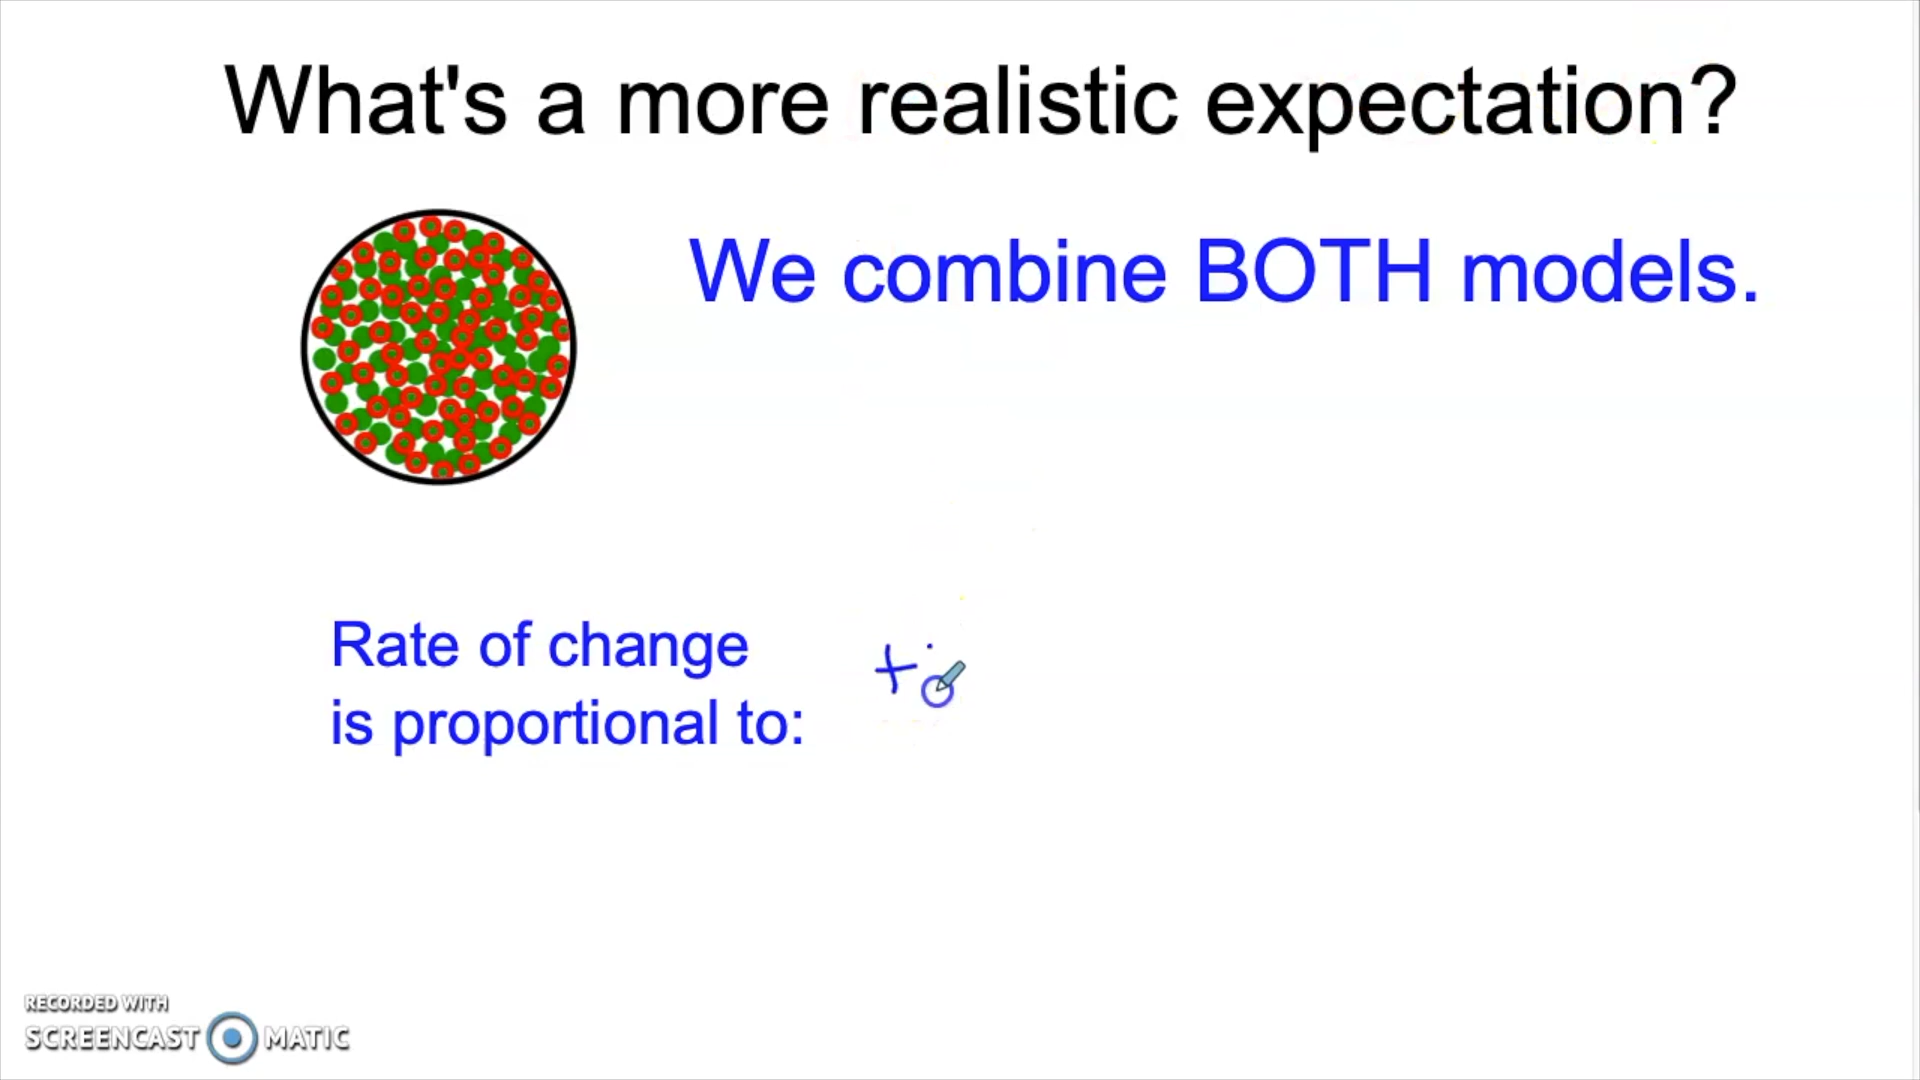 What's a more realistic expectation?
We combine BOTH models.
Rate of change
is proportional to:
+
RECORDED WITH
SCREENCAST MATIC